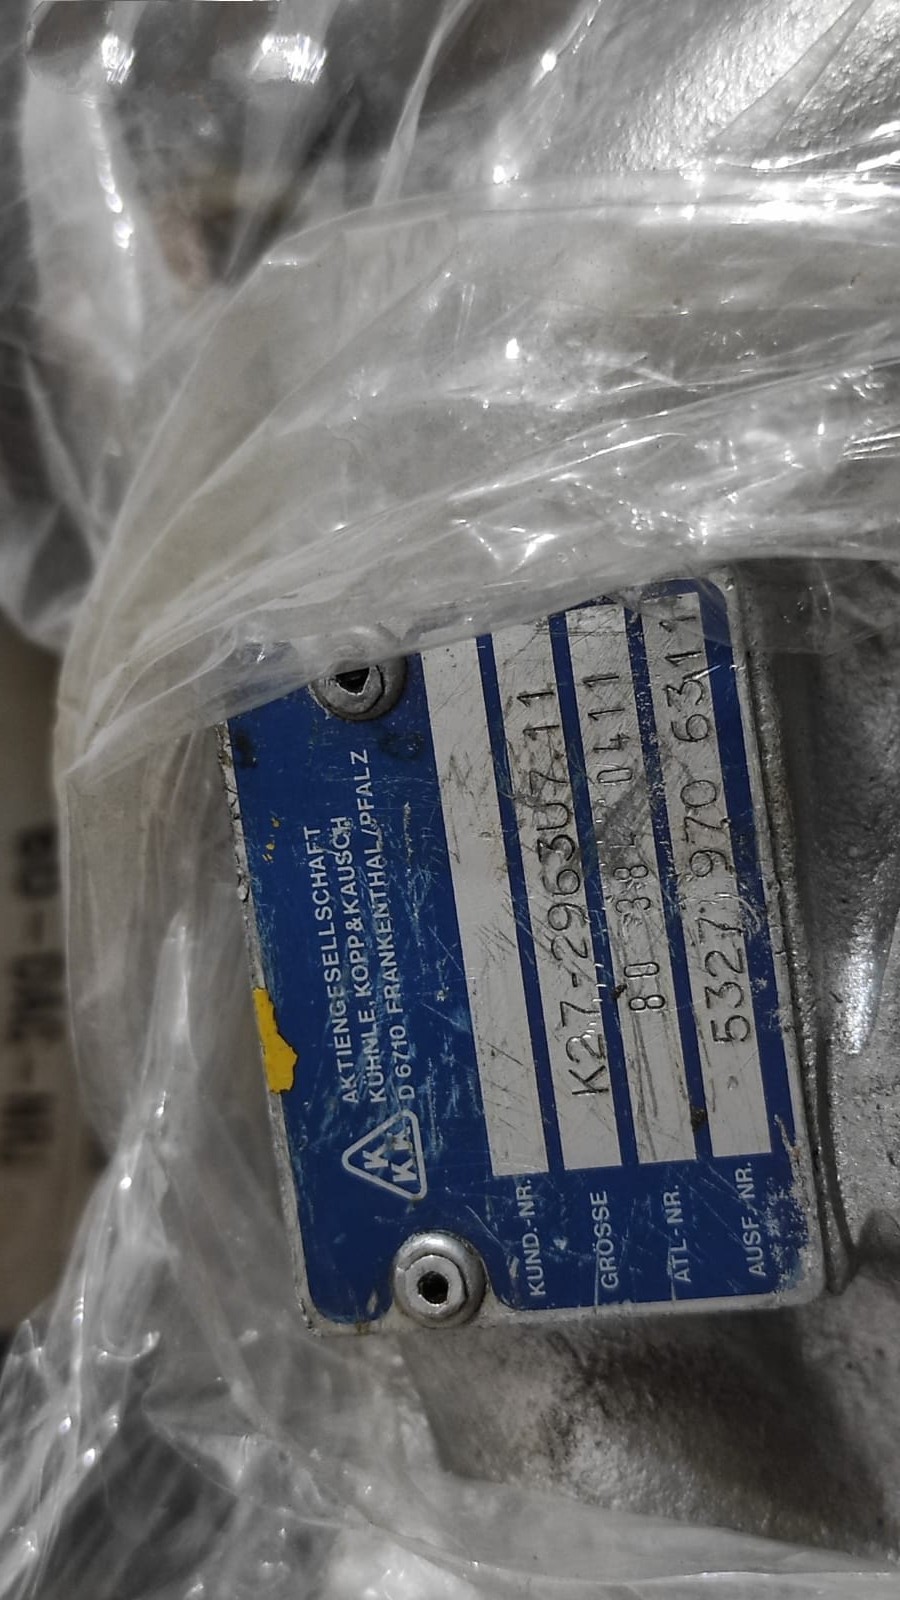 AKTIENGESELLSCHAFT
KÜHNLE, KOPP & KAUSCH
D 6710 FRANKENTHAL/PFALZ
KKK
KUND.-NR.
GRÖSSE K27-2963U7.11
ATL-NR. 80 384 0411
AUSF.-NR. 5327 970 6311